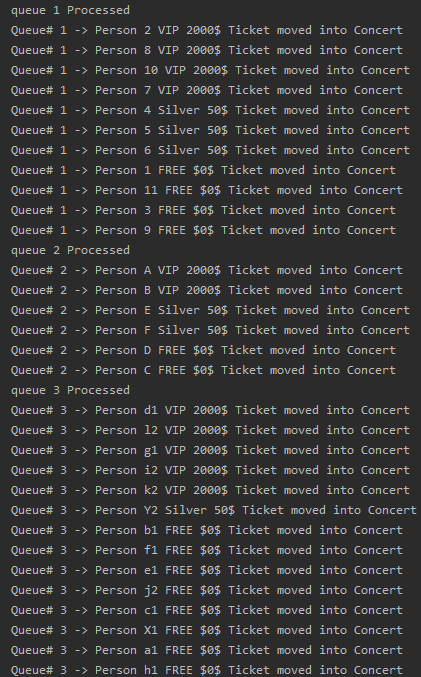 queue 1 Processed
Queue# 1 -> Person 2 VIP 2000$ Ticket moved into Concert
Queue# 1 -> Person 8 VIP 2000$ Ticket moved into Concert
Queue# 1 -> Person 10 VIP 2000$ Ticket moved into Concert
Queue# 1 -> Person 7 VIP 2000$ Ticket moved into Concert
Queue# 1 -> Person 4 Silver 50$ Ticket moved into Concert
Queue# 1 -> Person 5 Silver 50$ Ticket moved into Concert
Queue# 1 -> Person 6 Silver 50$ Ticket moved into Concert
Queue# 1 -> Person 1 FREE $0$ Ticket moved into Concert
Queue# 1 -> Person 11 FREE $0$ Ticket moved into Concert
Queue# 1 -> Person 3 FREE $0$ Ticket moved into Concert
Queue# 1 -> Person 9 FREE $0$ Ticket moved into Concert
queue 2 Processed
Queue# 2 -> Person A VIP 2000$ Ticket moved into Concert
Queue# 2 -> Person B VIP 2000$ Ticket moved into Concert
Queue# 2 -> Person E Silver 50$ Ticket moved into Concert
Queue# 2 -> Person F Silver 50$ Ticket moved into Concert
Queue# 2 -> Person D FREE $0$ Ticket moved into Concert
Queue# 2 -> Person C FREE $0$ Ticket moved into Concert
queue 3 Processed
Queue# 3 -> Person d1 VIP 2000$ Ticket moved into Concert
Queue# 3 -> Person l2 VIP 2000$ Ticket moved into Concert
Queue# 3 -> Person g1 VIP 2000$ Ticket moved into Concert
Queue# 3 -> Person i2 VIP 2000$ Ticket moved into Concert
Queue# 3 -> Person k2 VIP 2000$ Ticket moved into Concert
Queue# 3 -> Person Y2 Silver 50$ Ticket moved into Concert
Queue# 3 -> Person b1 FREE $0$ Ticket moved into Concert
Queue# 3 -> Person f1 FREE $0$ Ticket moved into Concert
Queue# 3 -> Person e1 FREE $0$ Ticket moved into Concert
Queue# 3 -> Person j2 FREE $0$ Ticket moved into Concert
Queue# 3 -> Person c1 FREE $0$ Ticket moved into Concert
Queue# 3 -> Person X1 FREE $0$ Ticket moved into Concert
Queue# 3 -> Person a1 FREE $0$ Ticket moved into Concert
Queue# 3 -> Person h1 FREE $0$ Ticket moved into Concert